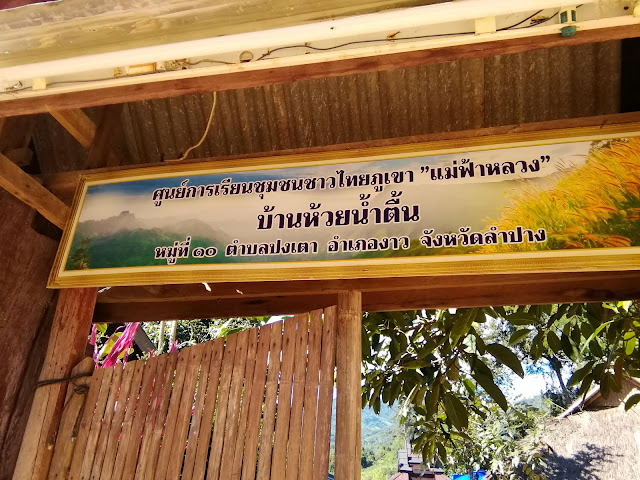 ศูนย์การเรียนชุมชนชาวไทยภูเขา "แม่ฟ้าหลวง"
บ้านห้วยน้ำตื้น
หมู่ที่ ๑๐ ตำบลปงเตา อำเภองาว จังหวัดลำปาง